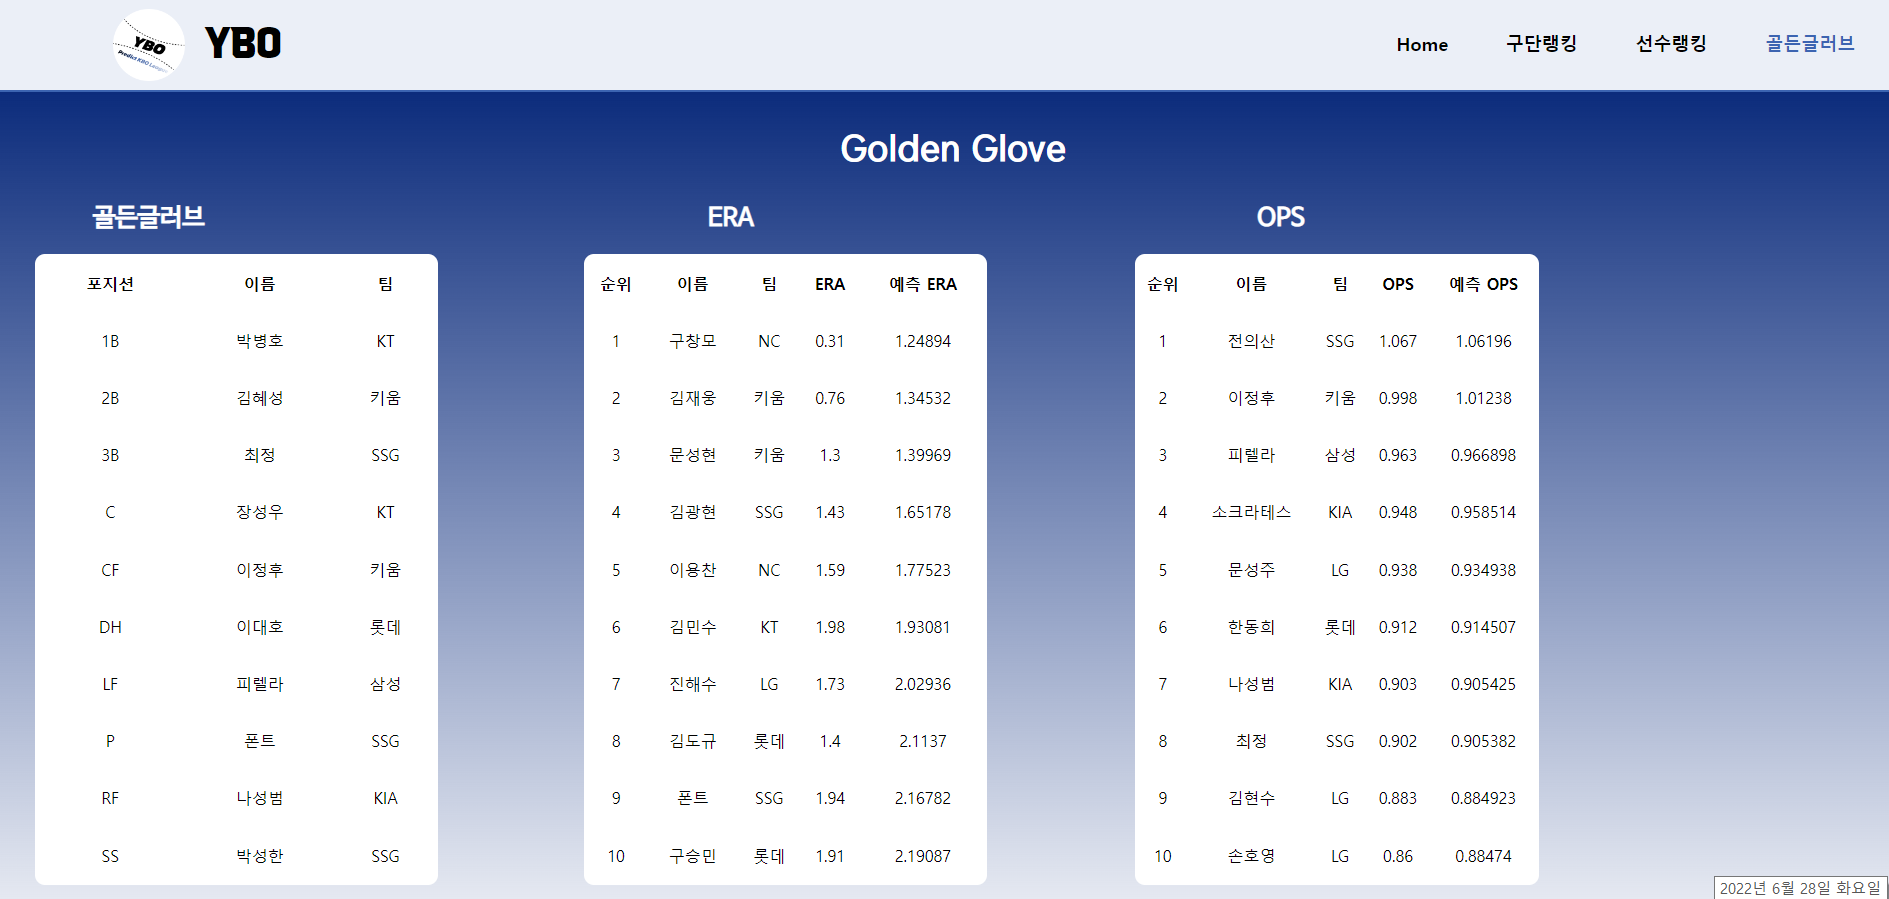 YBO
Predict KBO League
YBO
Home 구단랭킹 선수랭킹 골든글러브
Golden Glove
골든글러브
포지션 이름 팀
1B 박병호 KT
2B 김혜성 키움
3B 최정 SSG
C 장성우 KT
CF 이정후 키움
DH 이대호 롯데
LF 피렐라 삼성
P 폰트 SSG
RF 나성범 KIA
SS 박성한 SSG
ERA
순위 이름 팀 ERA 예측 ERA
1 구창모 NC 0.31 1.24894
2 김재웅 키움 0.76 1.34532
3 문성현 키움 1.3 1.39969
4 김광현 SSG 1.43 1.65178
5 이용찬 NC 1.59 1.77523
6 김민수 KT 1.98 1.93081
7 진해수 LG 1.73 2.02936
8 김도규 롯데 1.4 2.1137
9 폰트 SSG 1.94 2.16782
10 구승민 롯데 1.91 2.19087
OPS
순위 이름 팀 OPS 예측 OPS
1 전의산 SSG 1.067 1.06196
2 이정후 키움 0.998 1.01238
3 피렐라 삼성 0.963 0.966898
4 소크라테스 KIA 0.948 0.958514
5 문성주 LG 0.938 0.934938
6 한동희 롯데 0.912 0.914507
7 나성범 KIA 0.903 0.905425
8 최정 SSG 0.902 0.905382
9 김현수 LG 0.883 0.884923
10 손호영 LG 0.86 0.88474
2022년 6월 28일 화요일